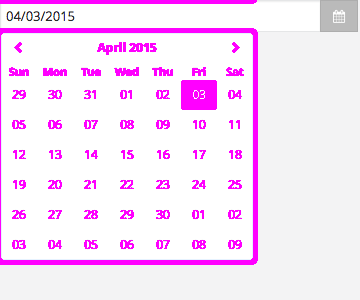 04/03/2015
April 2015
Sun Mon Tue Wed Thu Fri Sat
29 30 31 01 02 03 04
05 06 07 08 09 10 11
12 13 14 15 16 17 18
19 20 21 22 23 24 25
26 27 28 29 30 01 02
03 04 05 06 07 08 09